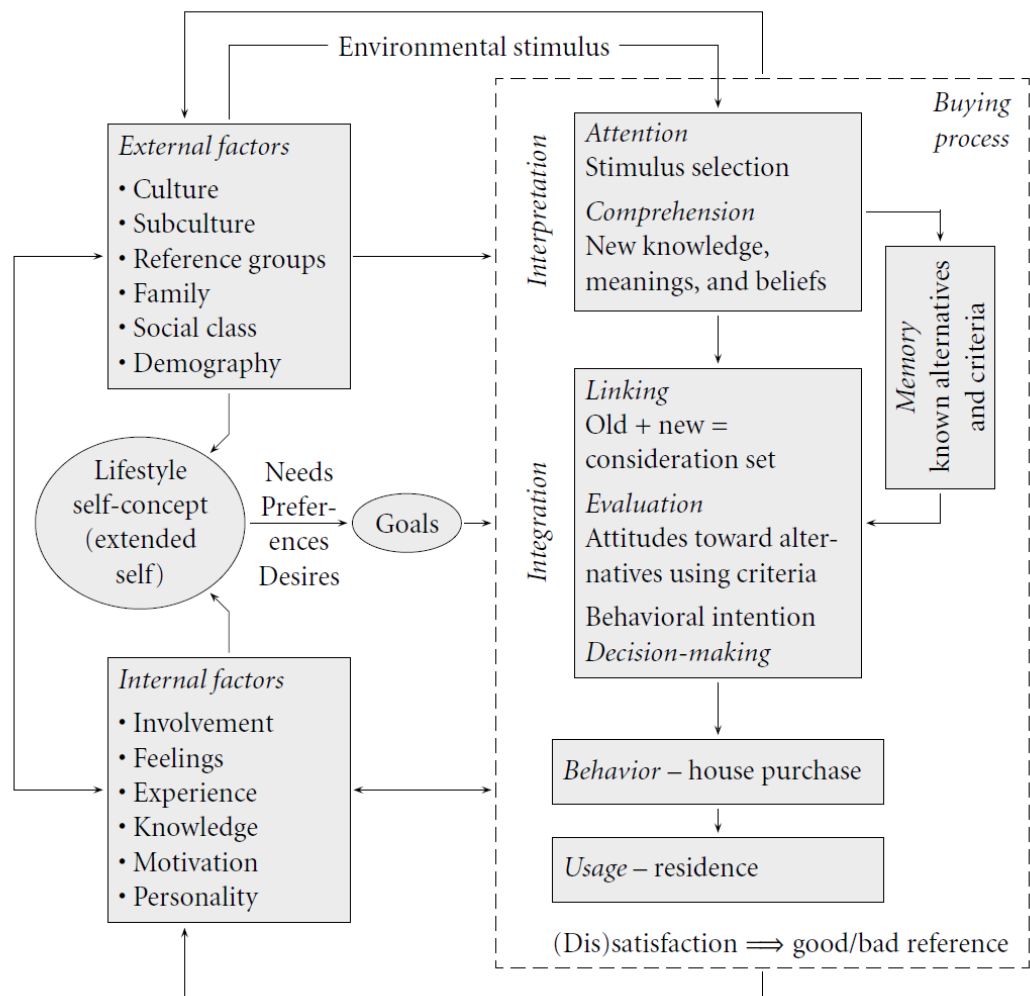 Environmental stimulus
External factors
• Culture
• Subculture
• Reference groups
• Family
• Social class
• Demography
Lifestyle
self-concept
(extended
self)
Needs
Prefer-
ences
Desires
Goals
Internal factors
• Involvement
• Feelings
• Experience
• Knowledge
• Motivation
• Personality
Buying
process
Interpretation
Attention
Stimulus selection
Comprehension
New knowledge,
meanings, and beliefs
Memory
known alternatives
and criteria
Integration
Linking
Old + new =
consideration set
Evaluation
Attitudes toward alter-
natives using criteria
Behavioral intention
Decision-making
Behavior – house purchase
Usage – residence
(Dis)satisfaction ⟹ good/bad reference